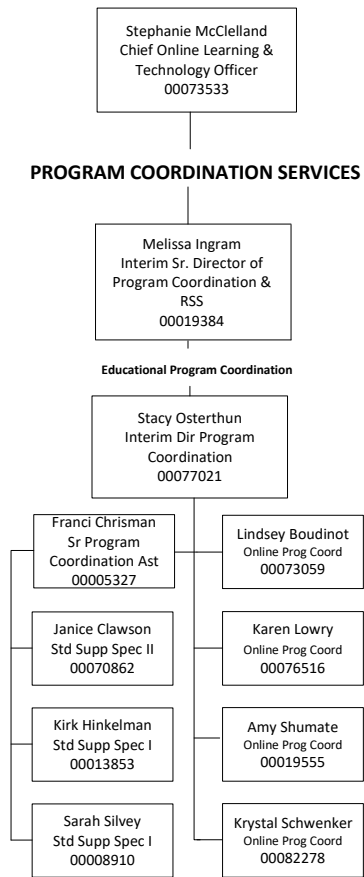 Stephanie McClelland
Chief Online Learning &
Technology Officer
00073533
PROGRAM COORDINATION SERVICES
Melissa Ingram
Interim Sr. Director of
Program Coordination &
RSS
00019384
Educational Program Coordination
Stacy Osterthun
Interim Dir Program
Coordination
00077021
Franci Chrisman
Sr Program
Coordination Ast
00005327
Lindsey Boudinot
Online Prog Coord
00073059
Janice Clawson
Std Supp Spec II
00070862
Karen Lowry
Online Prog Coord
00076516
Kirk Hinkelman
Std Supp Spec I
00013853
Amy Shumate
Online Prog Coord
00019555
Sarah Silvey
Std Supp Spec I
00008910
Krystal Schwenker
Online Prog Coord
00082278